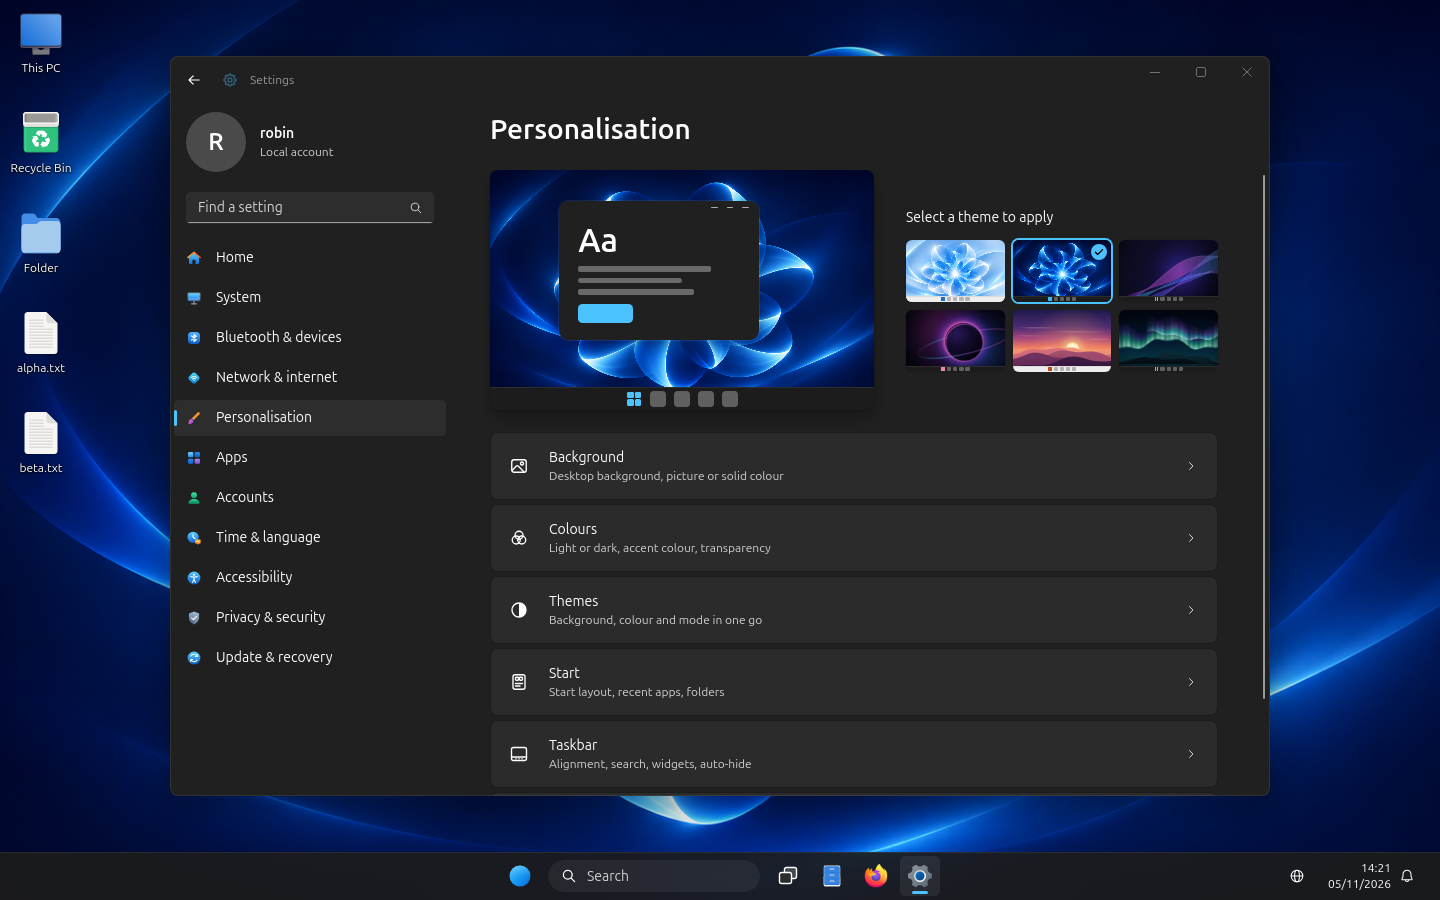 This PC
Recycle Bin
Folder
alpha.txt
beta.txt
Settings
R
robin
Local account
Find a setting
Home
System
Bluetooth & devices
Network & internet
Personalisation
Apps
Accounts
Time & language
Accessibility
Privacy & security
Update & recovery
Personalisation
Aa
Select a theme to apply
Background
Desktop background, picture or solid colour
Colours
Light or dark, accent colour, transparency
Themes
Background, colour and mode in one go
Start
Start layout, recent apps, folders
Taskbar
Alignment, search, widgets, auto-hide
Search
14:21
05/11/2026